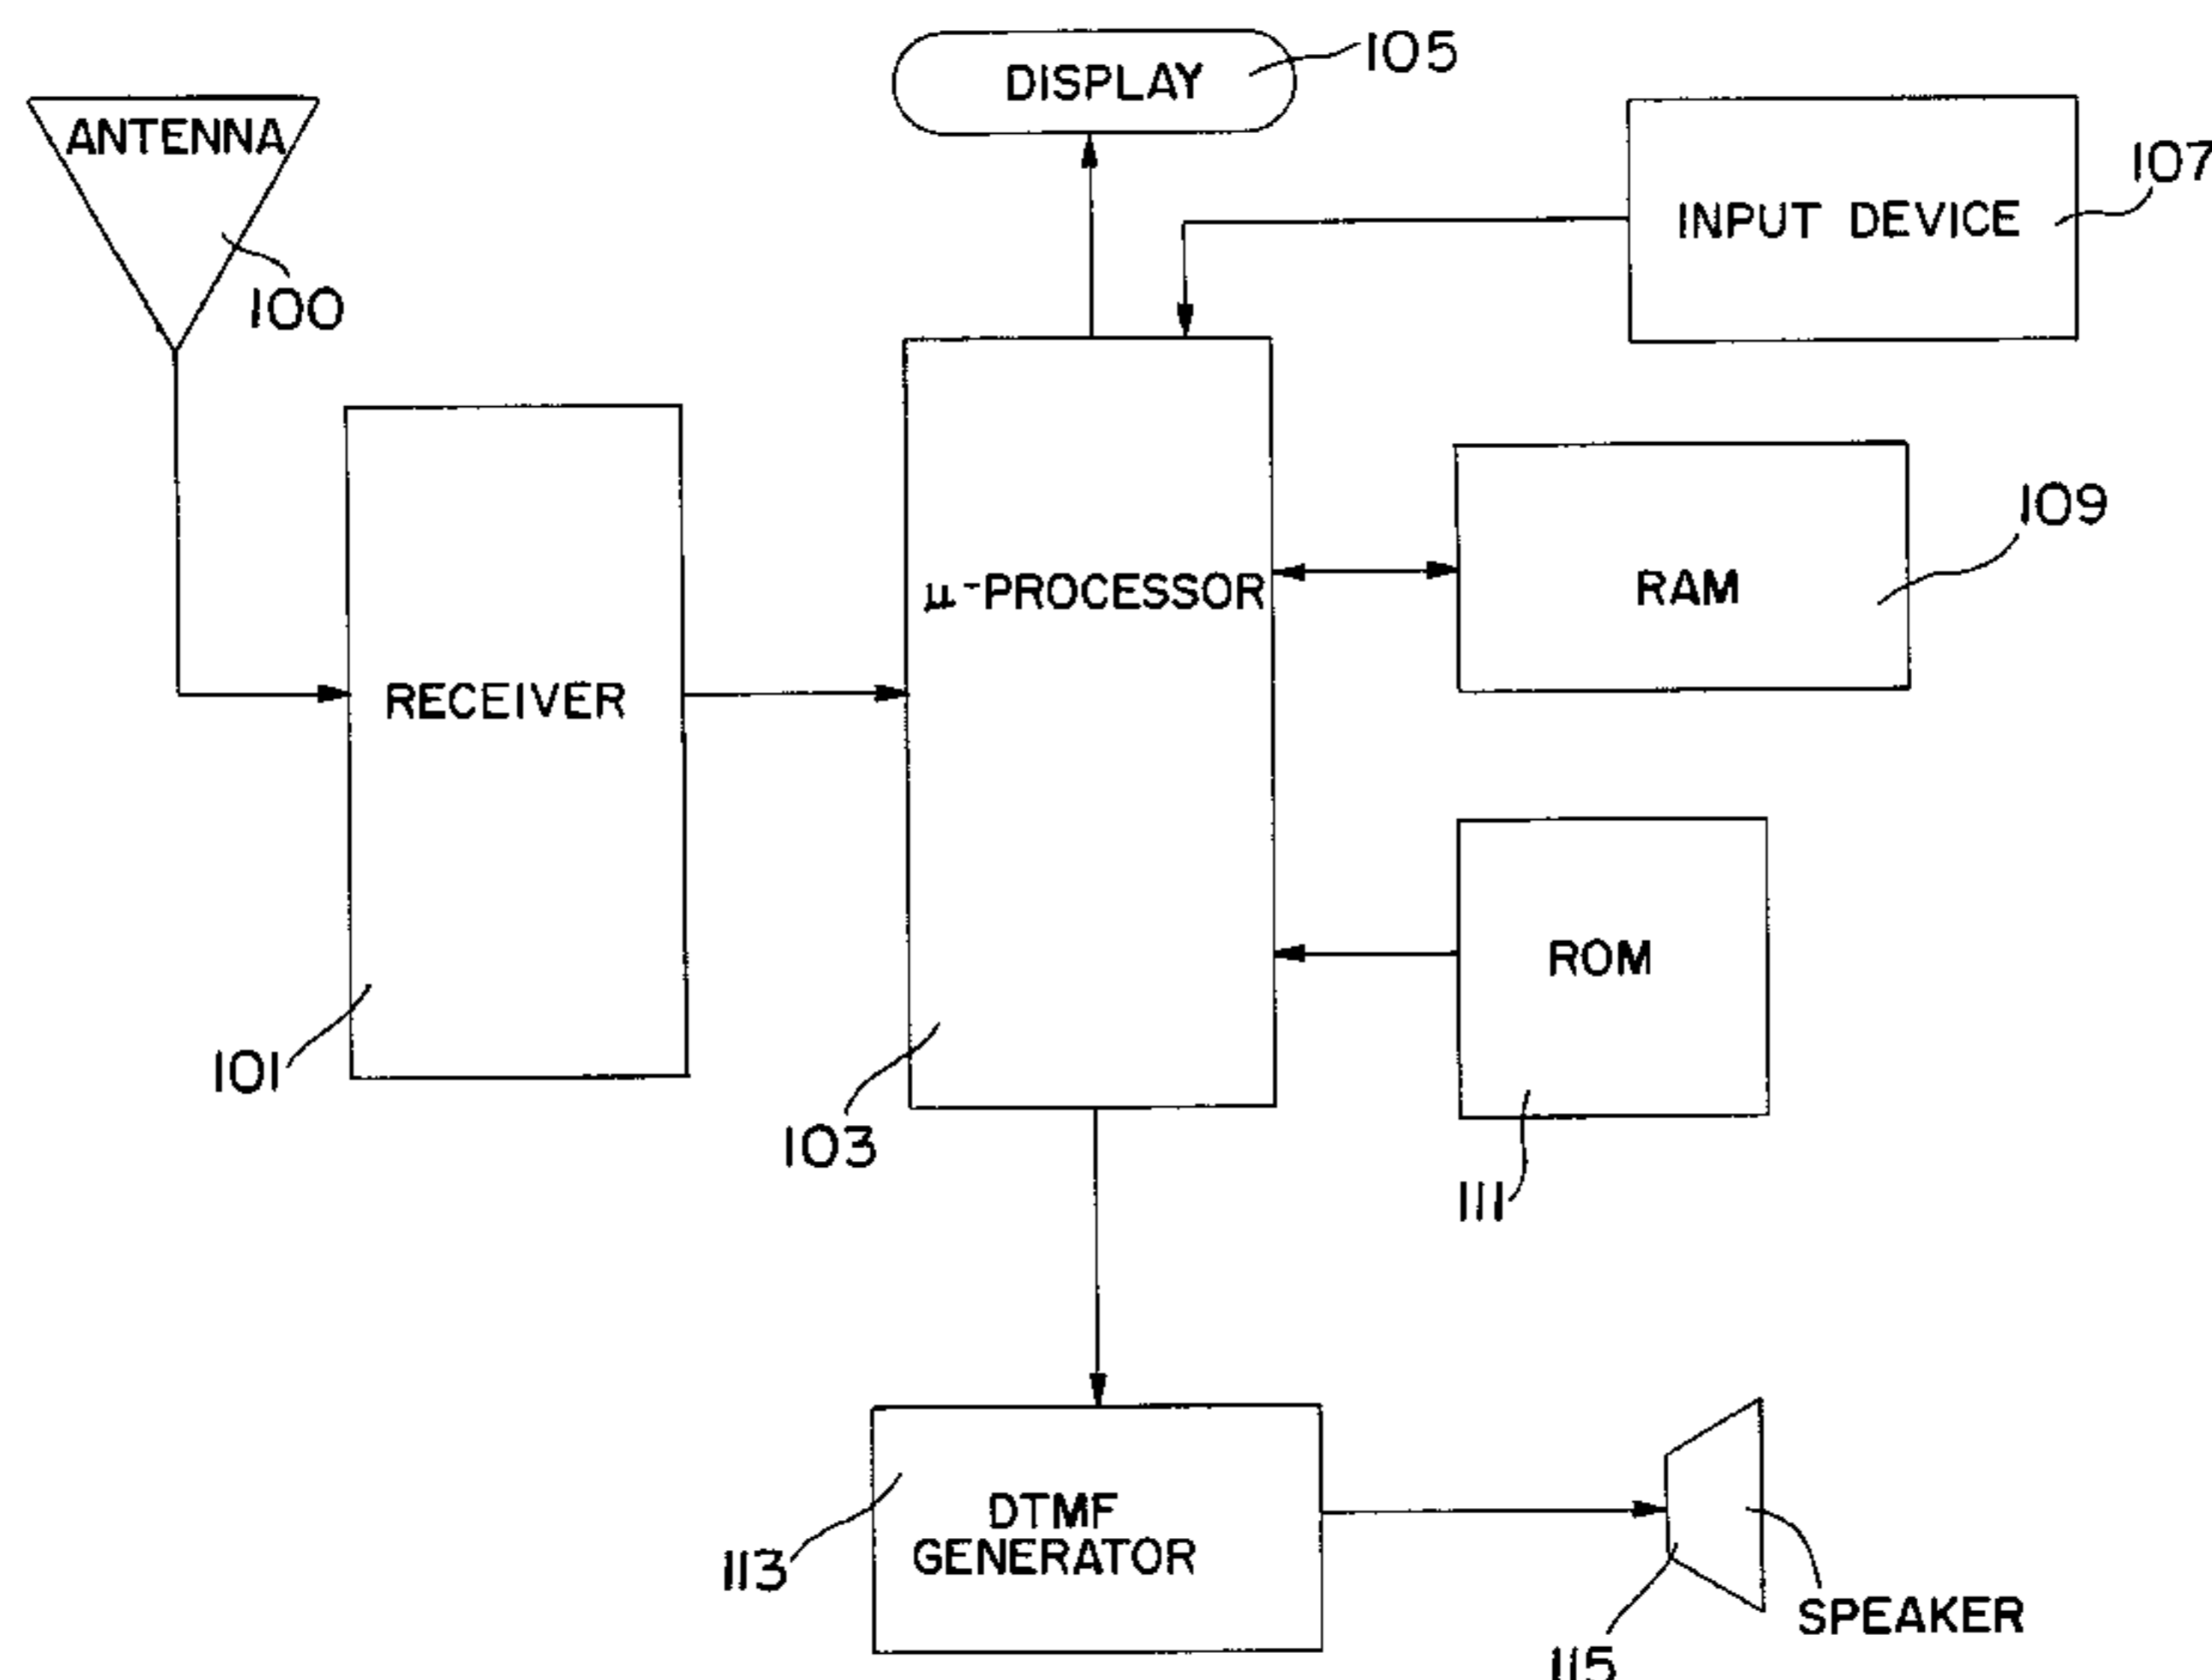 DISPLAY
105
ANTENNA
INPUT DEVICE
107
100
RAM
109
μ-PROCESSOR
RECEIVER
ROM
101
103
111
DTMF
GENERATOR
113
SPEAKER
115